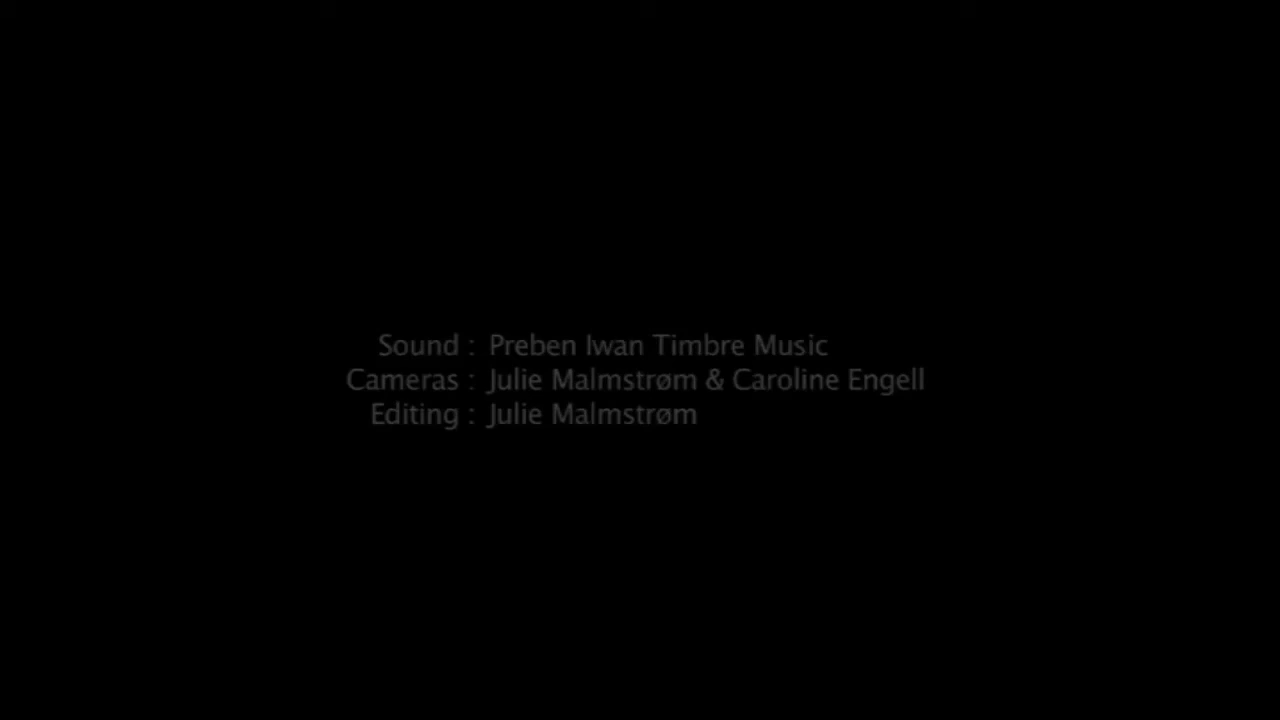 Sound : Preben Iwan Timbre Music
Cameras : Julie Malmstrøm & Caroline Engell
Editing : Julie Malmstrøm